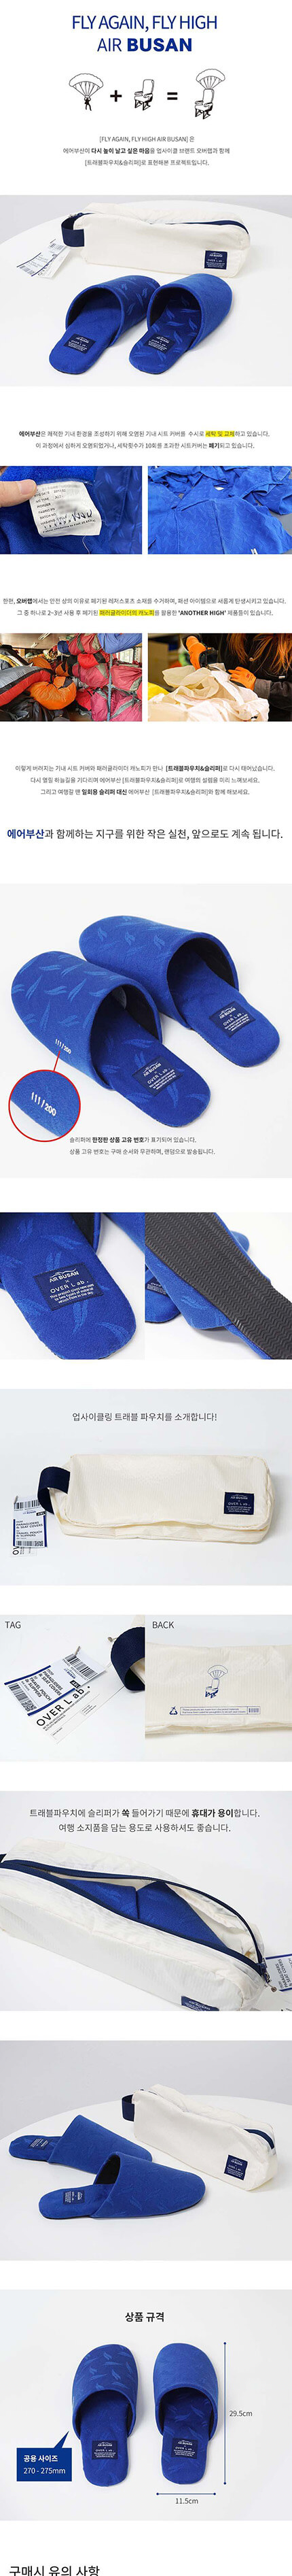 FLY AGAIN, FLY HIGH
AIR BUSAN
+
=
[FLY AGAIN, FLY HIGH AIR BUSAN] 은
에어부산이 다시 높이 날고 싶은 마음을 업사이클 브랜드 오버랩과 함께
[트래블파우치&슬리퍼]로 표현해본 프로젝트입니다.
에어부산은 쾌적한 기내 환경을 조성하기 위해 오염된 기내 시트 커버를 수시로 세탁 및 교체하고 있습니다.
이 과정에서 심하게 오염되었거나, 세탁횟수가 10회를 초과한 시트커버는 폐기되고 있습니다.
한편, 오버랩에서는 안전 상의 이유로 폐기된 레저스포츠 소재를 수거하며, 패션 아이템으로 새롭게 탄생시키고 있습니다.
그 중 하나로 2~3년 사용 후 폐기된 패러글라이더의 캐노피를 활용한 'ANOTHER HIGH' 제품들이 있습니다.
이렇게 버려지는 기내 시트 커버와 패러글라이더 캐노피가 만나 [트래블파우치&슬리퍼]로 다시 태어났습니다.
다시 열릴 하늘길을 기다리며 에어부산 [트래블파우치&슬리퍼]로 여행의 설렘을 미리 느껴보세요.
그리고 여행갈 땐 일회용 슬리퍼 대신 에어부산 [트래블파우치&슬리퍼]와 함께 해보세요.
에어부산과 함께하는 지구를 위한 작은 실천, 앞으로도 계속 됩니다.
111/200
111/200
AIR BUSAN
OVER Lab.
슬리퍼에 한정판 상품 고유 번호가 표기되어 있습니다.
상품 고유 번호는 구매 순서와 무관하며, 랜덤으로 발송됩니다.
AIR BUSAN
×
OVER Lab.
업사이클링 트래블 파우치를 소개합니다!
OVER Lab.
TAG
BACK
OVER Lab.
트래블파우치에 슬리퍼가 쏙 들어가기 때문에 휴대가 용이합니다.
여행 소지품을 담는 용도로 사용하셔도 좋습니다.
상품 규격
29.5cm
공용 사이즈
270 - 275mm
11.5cm
구매시 유의 사항